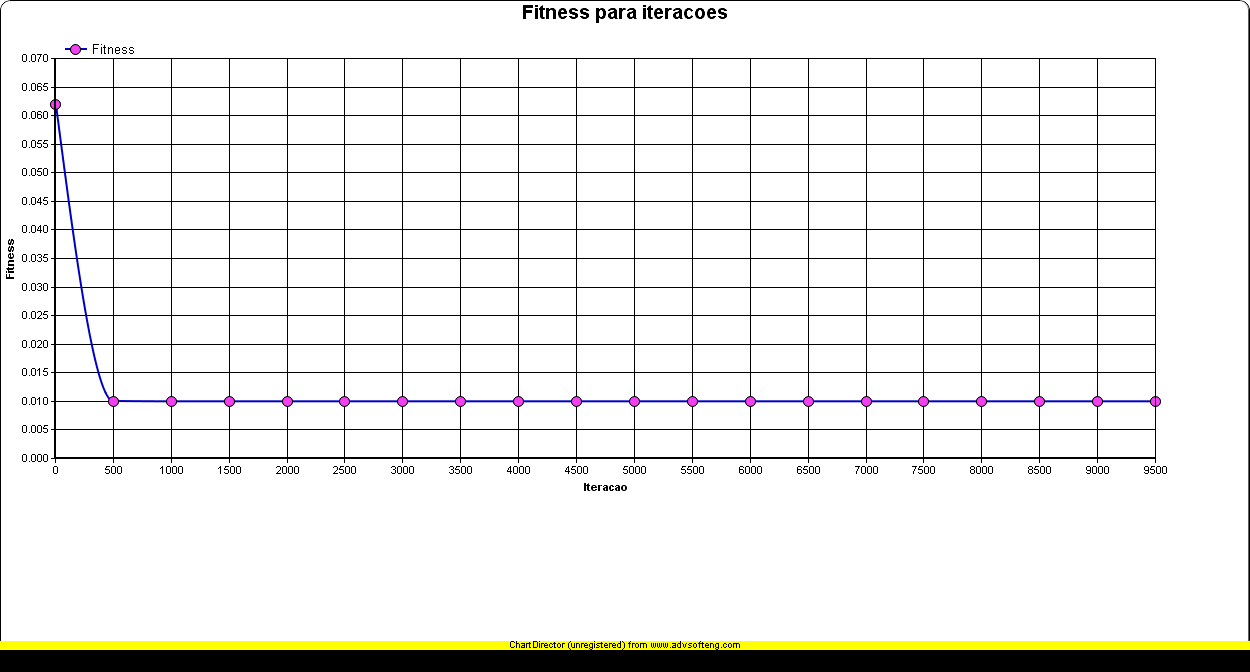 Fitness para iteracoes
Fitness
0.070
0.065
0.060
0.055
0.050
0.045
0.040
0.035
0.030
0.025
0.020
0.015
0.010
0.005
0.000
Fitness
0 500 1000 1500 2000 2500 3000 3500 4000 4500 5000 5500 6000 6500 7000 7500 8000 8500 9000 9500
Iteracao
ChartDirector (unregistered) from www.advsofteng.com